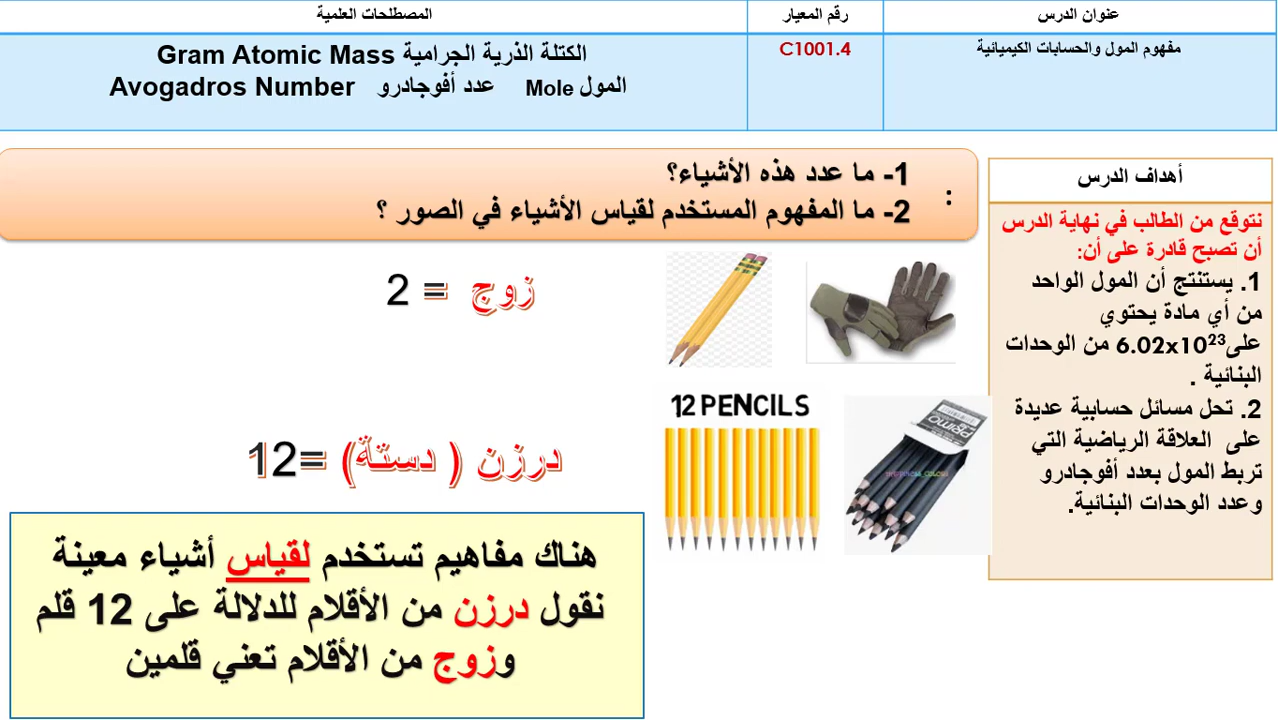 عنوان الدرس
رقم المعيار
المصطلحات العلمية
مفهوم المول والحسابات الكيميائية
C1001.4
الكتلة الذرية الجرامية Gram Atomic Mass
المول Mole عدد أفوجادرو Avogadros Number
أهداف الدرس
نتوقع من الطالب في نهاية الدرس
أن تصبح قادرة على أن:
1. يستنتج أن المول الواحد
من أي مادة يحتوي
على 6.02x10²³ من الوحدات
البنائية .
2. تحل مسائل حسابية عديدة
على العلاقة الرياضية التي
تربط المول بعدد أفوجادرو
وعدد الوحدات البنائية.
:
1- ما عدد هذه الأشياء؟
2- ما المفهوم المستخدم لقياس الأشياء في الصور ؟
زوج = 2
12 PENCILS
PRIMO
درزن ( دستة) =12
هناك مفاهيم تستخدم لقياس أشياء معينة
نقول درزن من الأقلام للدلالة على 12 قلم
وزوج من الأقلام تعني قلمين